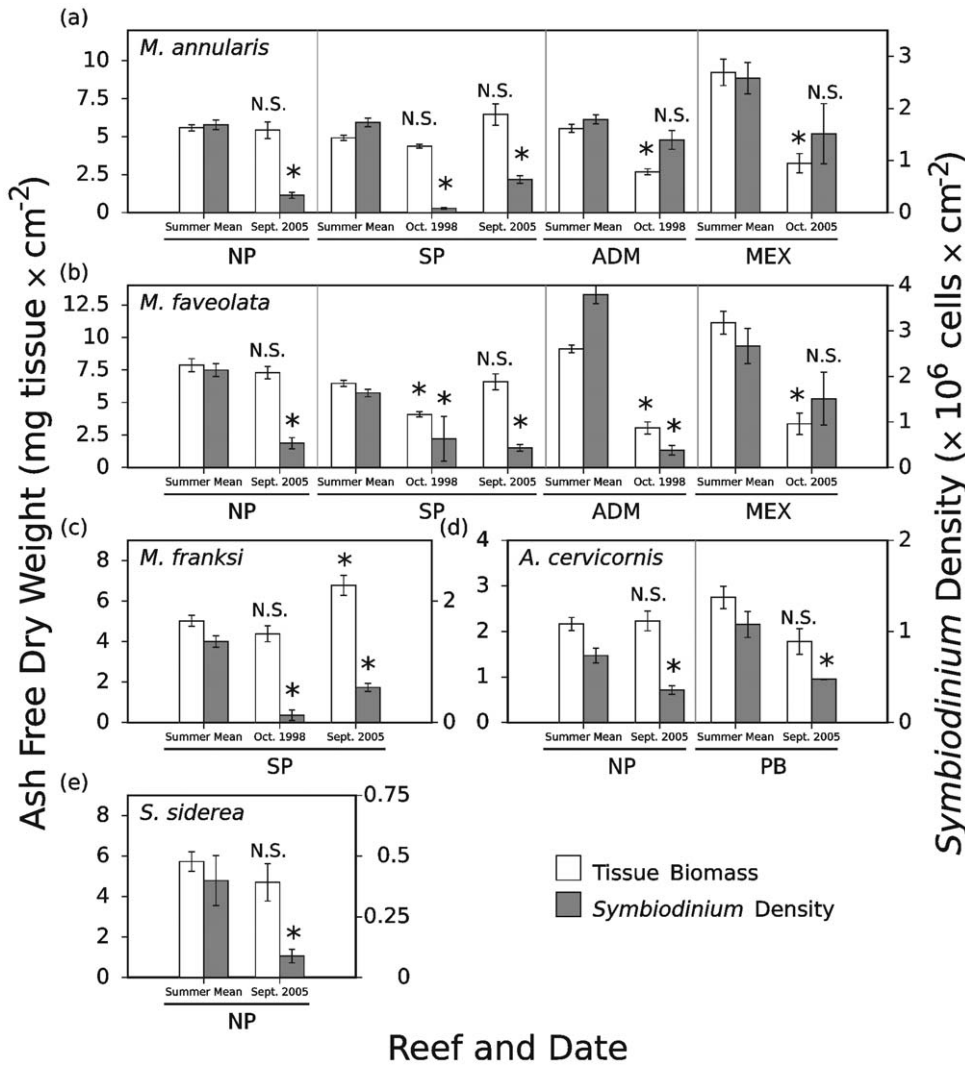 Ash Free Dry Weight (mg tissue × cm-2)
Symbiodinium Density (× 10^6 cells × cm-2)
(a)
M. annularis
10
7.5
5
2.5
0
3
2
1
0
N.S.
*
N.S.
*
N.S.
*
*
N.S.
*
N.S.
Summer Mean Sept. 2005 Summer Mean Oct. 1998 Sept. 2005 Summer Mean Oct. 1998 Summer Mean Oct. 2005
NP SP ADM MEX
(b)
M. faveolata
12.5
10
7.5
5
2.5
0
4
3
2
1
0
N.S.
*
*
*
N.S.
*
*
*
*
N.S.
Summer Mean Sept. 2005 Summer Mean Oct. 1998 Sept. 2005 Summer Mean Oct. 1998 Summer Mean Oct. 2005
NP SP ADM MEX
(c)
M. franksi
8
6
4
2
0
2
0
N.S.
*
*
*
Summer Mean Oct. 1998 Sept. 2005
SP
(d)
A. cervicornis
4
3
2
1
0
2
1
0
N.S.
*
N.S.
*
Summer Mean Sept. 2005 Summer Mean Sept. 2005
NP PB
(e)
S. siderea
8
6
4
2
0
0.75
0.5
0.25
0
N.S.
*
Summer Mean Sept. 2005
NP
Tissue Biomass
Symbiodinium Density
Reef and Date